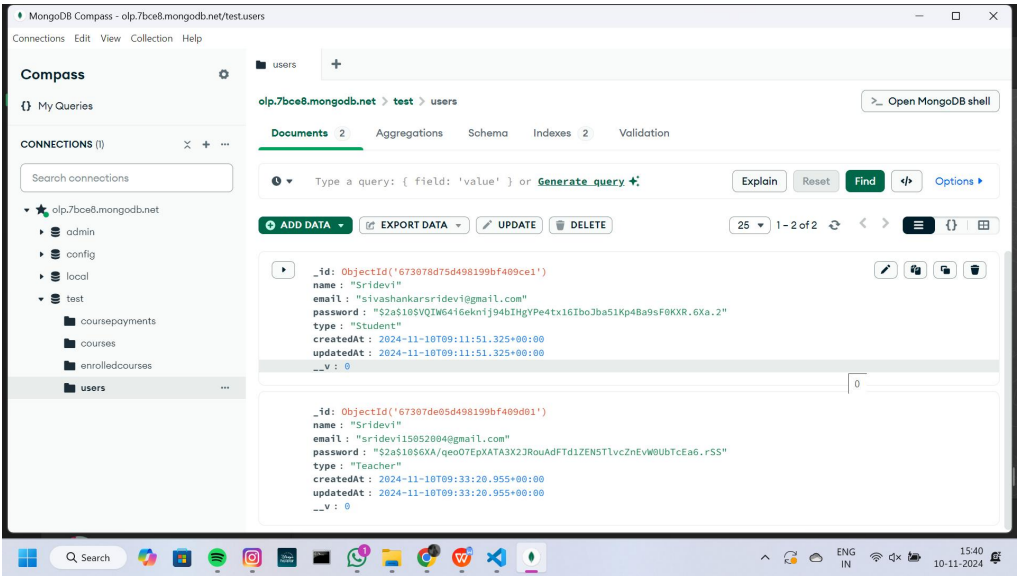 MongoDB Compass - olp.7bce8.mongodb.net/test.users
Connections Edit View Collection Help
Compass
{} My Queries
CONNECTIONS (1)
Search connections
olp.7bce8.mongodb.net
admin
config
local
test
coursepayments
courses
enrolledcourses
users
users
olp.7bce8.mongodb.net > test > users
>_ Open MongoDB shell
Documents 2 Aggregations Schema Indexes 2 Validation
Type a query: { field: 'value' } or Generate query
Explain Reset Find </> Options
ADD DATA EXPORT DATA UPDATE DELETE
25 1 – 2 of 2 {}
_id: ObjectId('673078d75d498199bf409ce1')
name : "Sridevi"
email : "sivashankarsridevi@gmail.com"
password : "$2a$10$VQIW64i6eknij94bIHgYPe4tx16IboJba51Kp4Ba9sF0KXR.6Xa.2"
type : "Student"
createdAt : 2024-11-10T09:11:51.325+00:00
updatedAt : 2024-11-10T09:11:51.325+00:00
__v : 0
0
_id: ObjectId('67307de05d498199bf409d01')
name : "Sridevi"
email : "sridevi15052004@gmail.com"
password : "$2a$10$6XA/qeoO7EpXATA3X2JRouAdFTd1ZEN5TlvcZnEvW0UbTcEa6.rSS"
type : "Teacher"
createdAt : 2024-11-10T09:33:20.955+00:00
updatedAt : 2024-11-10T09:33:20.955+00:00
__v : 0
Search
1
ENG
IN
15:40
10-11-2024